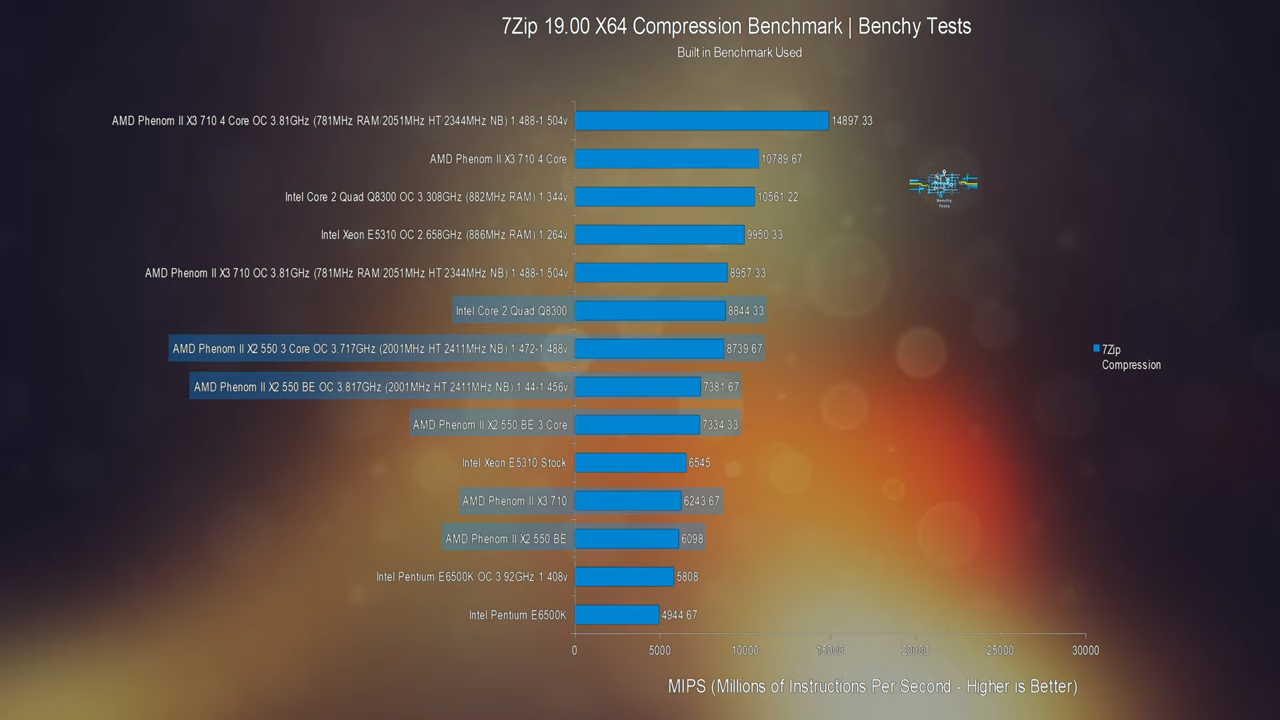 7Zip 19.00 X64 Compression Benchmark | Benchy Tests
Built in Benchmark Used
AMD Phenom II X3 710 4 Core OC 3.81GHz (781MHz RAM/2051MHz HT/2344MHz NB) 1.488-1.504v 14897.33
AMD Phenom II X3 710 4 Core 10789.67
Intel Core 2 Quad Q8300 OC 3.308GHz (882MHz RAM) 1.344v 10561.22
Intel Xeon E5310 OC 2.658GHz (886MHz RAM) 1.264v 9950.33
AMD Phenom II X3 710 OC 3.81GHz (781MHz RAM/2051MHz HT 2344MHz NB) 1.488-1.504v 8957.33
Intel Core 2 Quad Q8300 8844.33
AMD Phenom II X2 550 3 Core OC 3.717GHz (2001MHz HT 2411MHz NB) 1.472-1.488v 8739.67
AMD Phenom II X2 550 BE OC 3.817GHz (2001MHz HT 2411MHz NB) 1.44-1.456v 7381.67
AMD Phenom II X2 550 BE 3 Core 7334.33
Intel Xeon E5310 Stock 6545
AMD Phenom II X3 710 6243.67
AMD Phenom II X2 550 BE 6098
Intel Pentium E6500K OC 3.92GHz 1.408v 5808
Intel Pentium E6500K 4944.67
0 5000 10000 15000 20000 25000 30000
MIPS (Millions of Instructions Per Second - Higher is Better)
7Zip
Compression
Benchy
Tests